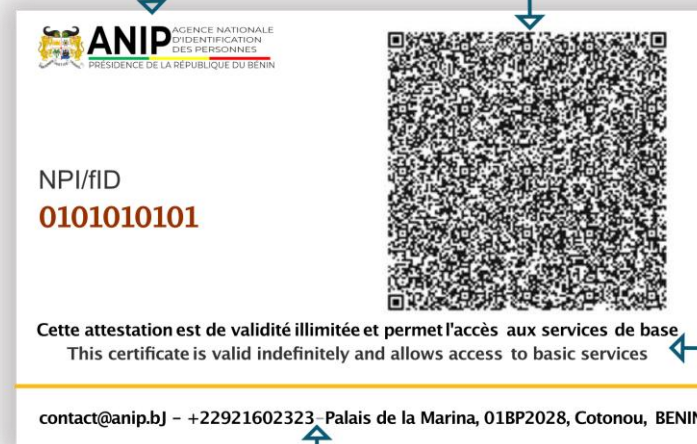 ANIP
AGENCE NATIONALE
D'IDENTIFICATION
DES PERSONNES
PRÉSIDENCE DE LA RÉPUBLIQUE DU BÉNIN
NPI/fID
0101010101
Cette attestation est de validité illimitée et permet l'accès aux services de base
This certificate is valid indefinitely and allows access to basic services
contact@anip.bJ – +22921602323-Palais de la Marina, 01BP2028, Cotonou, BENIN